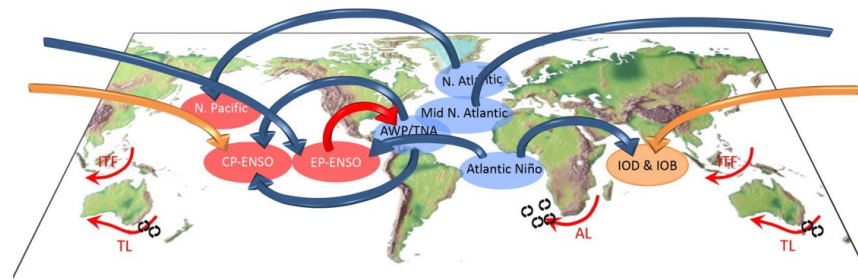 N. Atlantic
N. Pacific
Mid N. Atlantic
AWP/TNA
ITF
CP-ENSO
EP-ENSO
Atlantic Niño
IOD & IOB
ITF
TL
AL
TL